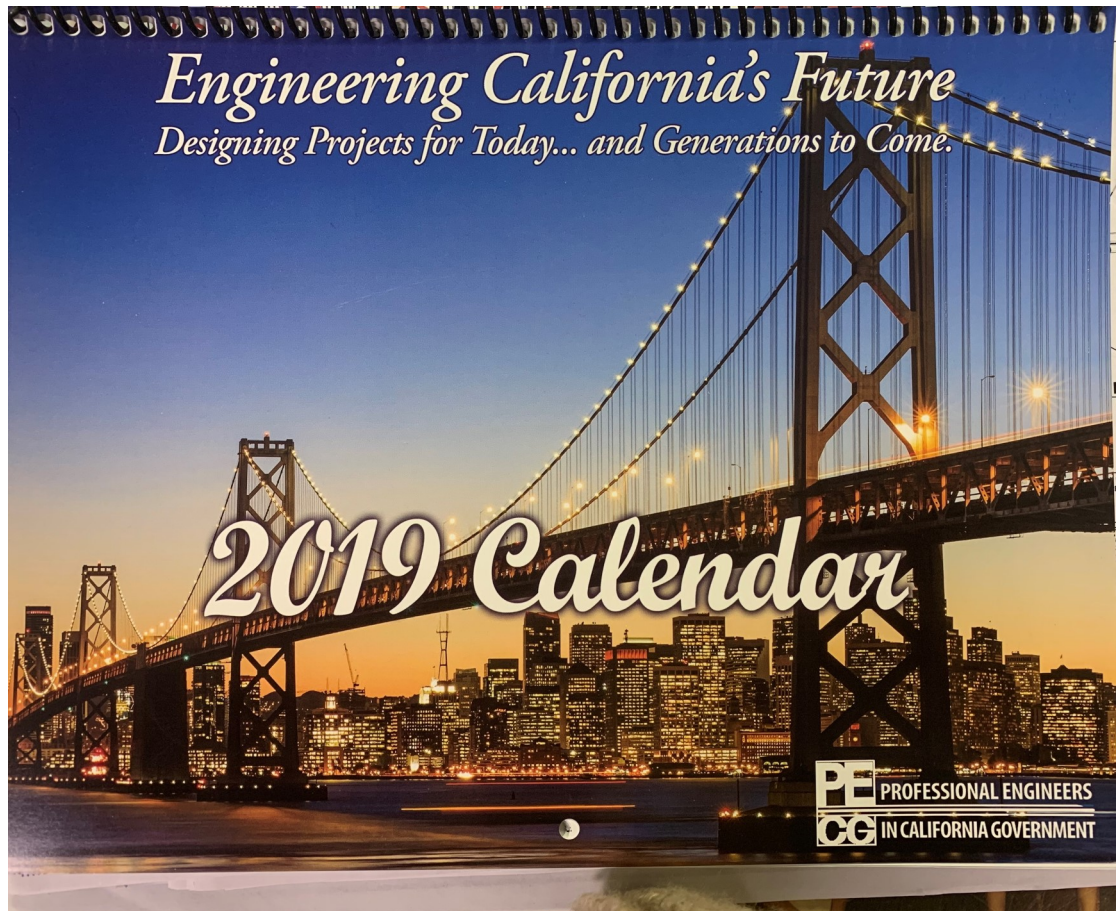 Engineering California's Future
Designing Projects for Today... and Generations to Come.
2019 Calendar
PE
CG
PROFESSIONAL ENGINEERS
IN CALIFORNIA GOVERNMENT